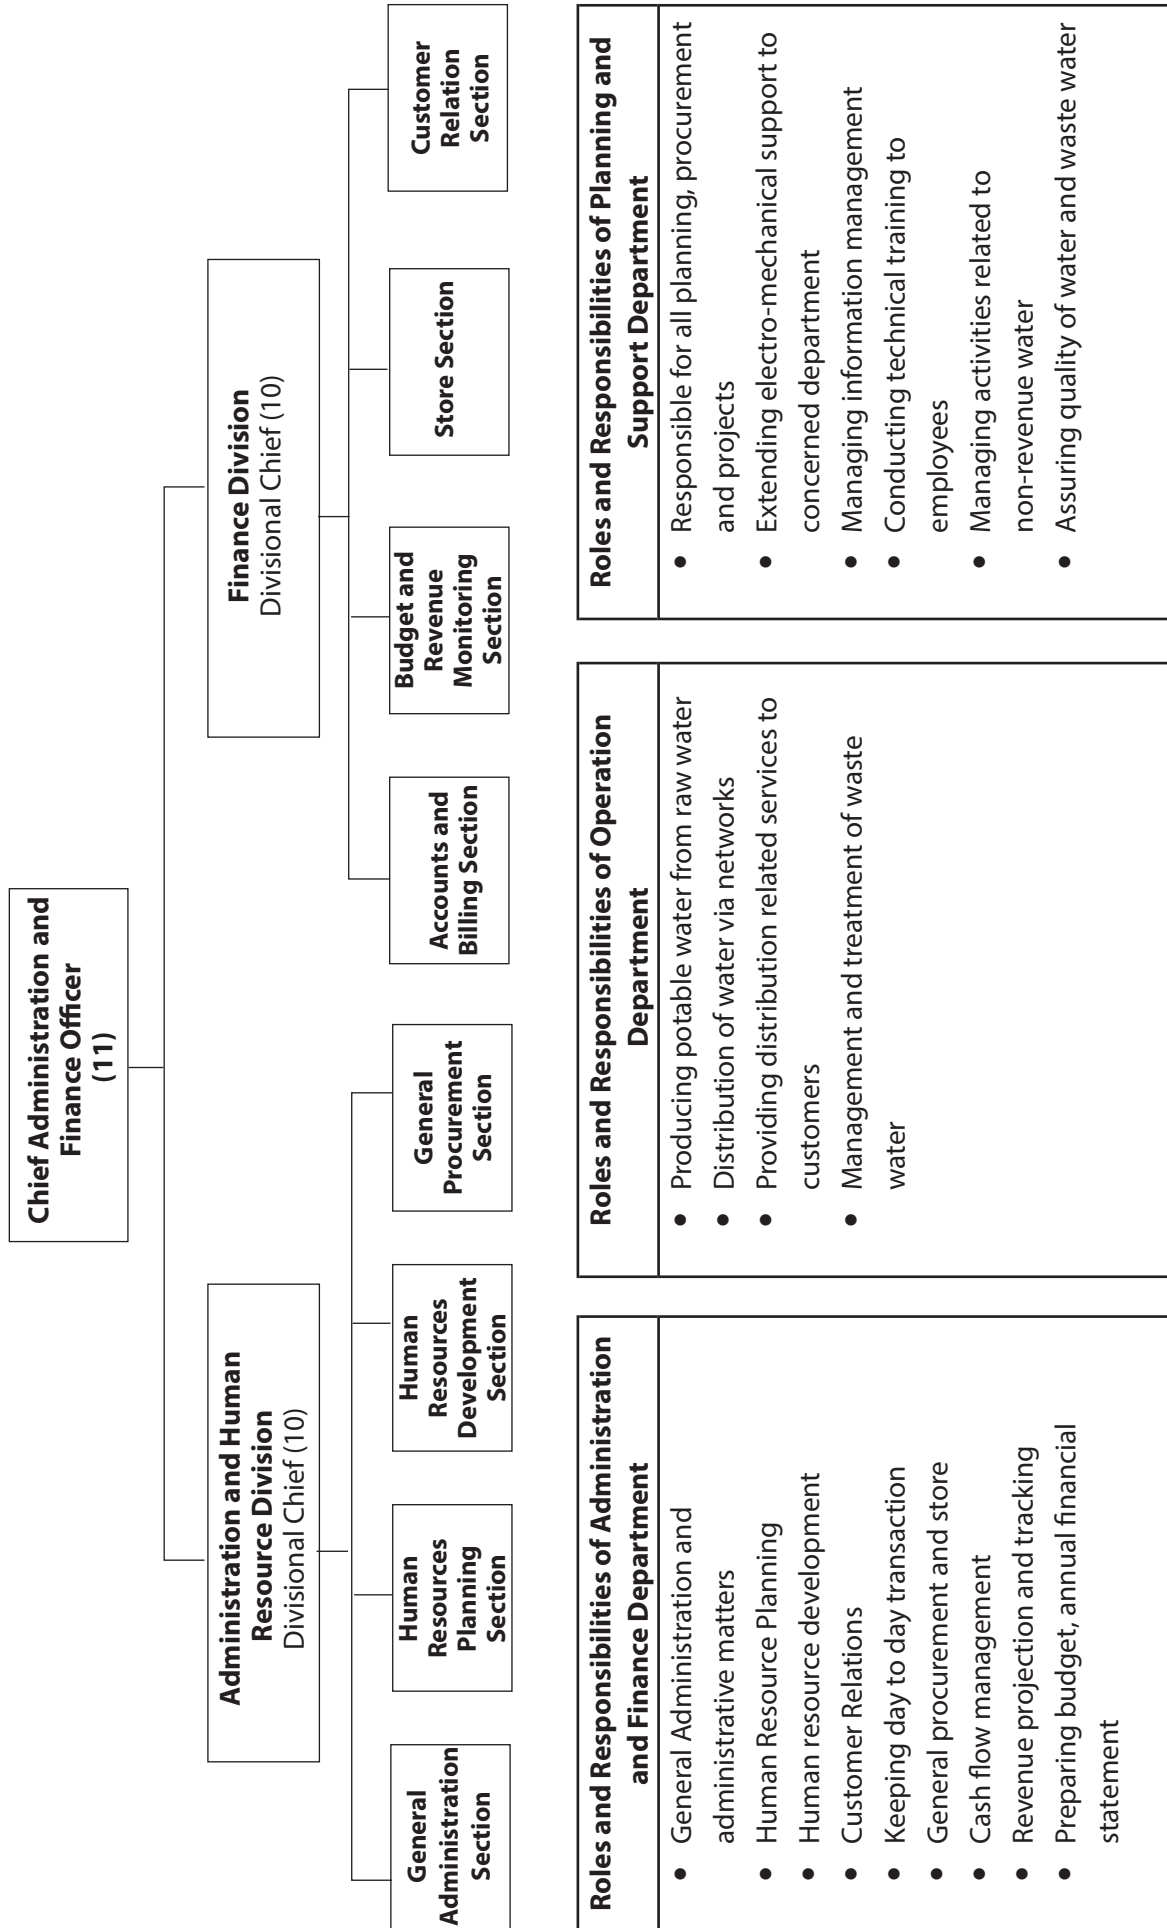 Chief Administration and
Finance Officer
(11)
Administration and Human
Resource Division
Divisional Chief (10)
Finance Division
Divisional Chief (10)
General
Administration
Section
Human
Resources
Planning
Section
Human
Resources
Development
Section
General
Procurement
Section
Accounts and
Billing Section
Budget and
Revenue
Monitoring
Section
Store Section
Customer
Relation
Section
Roles and Responsibilities of Administration
and Finance Department
• General Administration and
administrative matters
• Human Resource Planning
• Human resource development
• Customer Relations
• Keeping day to day transaction
• General procurement and store
• Cash flow management
• Revenue projection and tracking
• Preparing budget, annual financial
statement
Roles and Responsibilities of Operation
Department
• Producing potable water from raw water
• Distribution of water via networks
• Providing distribution related services to
customers
• Management and treatment of waste
water
Roles and Responsibilities of Planning and
Support Department
• Responsible for all planning, procurement
and projects
• Extending electro-mechanical support to
concerned department
• Managing information management
• Conducting technical training to
employees
• Managing activities related to
non-revenue water
• Assuring quality of water and waste water